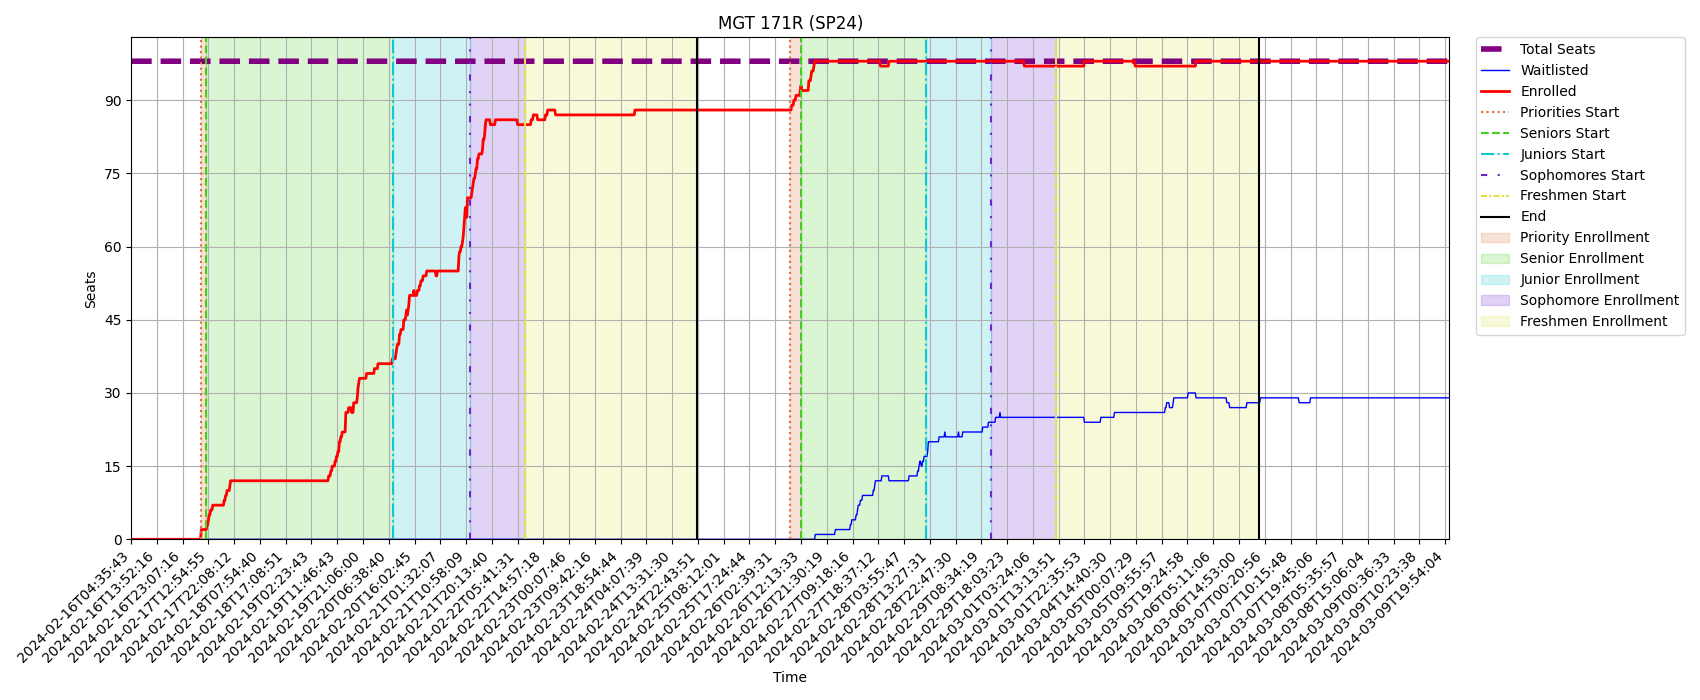 MGT 171R (SP24)
Total Seats
Waitlisted
Enrolled
Priorities Start
Seniors Start
Juniors Start
Sophomores Start
Freshmen Start
End
Priority Enrollment
Senior Enrollment
Junior Enrollment
Sophomore Enrollment
Freshmen Enrollment
Seats
90
75
60
45
30
15
0
2024-02-16T04:35:43
2024-02-16T13:52:16
2024-02-16T23:07:16
2024-02-17T12:54:55
2024-02-17T22:08:12
2024-02-18T07:54:40
2024-02-18T17:08:51
2024-02-19T02:23:43
2024-02-19T11:46:43
2024-02-19T21:06:00
2024-02-20T06:38:40
2024-02-20T16:02:45
2024-02-21T01:32:07
2024-02-21T10:58:09
2024-02-21T20:13:40
2024-02-22T05:41:31
2024-02-22T14:57:18
2024-02-23T00:07:46
2024-02-23T09:42:16
2024-02-23T18:54:44
2024-02-24T04:07:39
2024-02-24T13:31:30
2024-02-24T22:43:51
2024-02-25T08:12:01
2024-02-25T17:24:44
2024-02-26T02:39:31
2024-02-26T12:13:33
2024-02-26T21:30:19
2024-02-27T09:18:16
2024-02-27T18:37:12
2024-02-28T03:55:47
2024-02-28T13:27:31
2024-02-28T22:47:30
2024-02-29T08:34:19
2024-02-29T18:03:23
2024-03-01T03:24:06
2024-03-01T13:13:51
2024-03-01T22:35:53
2024-03-04T14:40:30
2024-03-05T00:07:29
2024-03-05T09:55:57
2024-03-05T19:24:58
2024-03-06T05:11:06
2024-03-06T14:53:00
2024-03-07T00:20:56
2024-03-07T10:15:48
2024-03-07T19:45:06
2024-03-08T05:35:57
2024-03-08T15:06:04
2024-03-09T00:36:33
2024-03-09T10:23:38
2024-03-09T19:54:04
Time